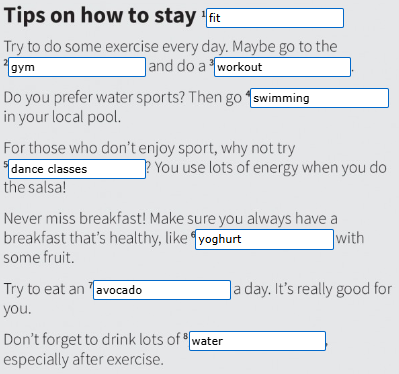 Tips on how to stay ¹ fit
Try to do some exercise every day. Maybe go to the
² gym and do a ³ workout.
Do you prefer water sports? Then go ⁴ swimming
in your local pool.
For those who don't enjoy sport, why not try
⁵ dance classes? You use lots of energy when you do
the salsa!
Never miss breakfast! Make sure you always have a
breakfast that's healthy, like ⁶ yoghurt with
some fruit.
Try to eat an ⁷ avocado a day. It's really good for
you.
Don't forget to drink lots of ⁸ water,
especially after exercise.